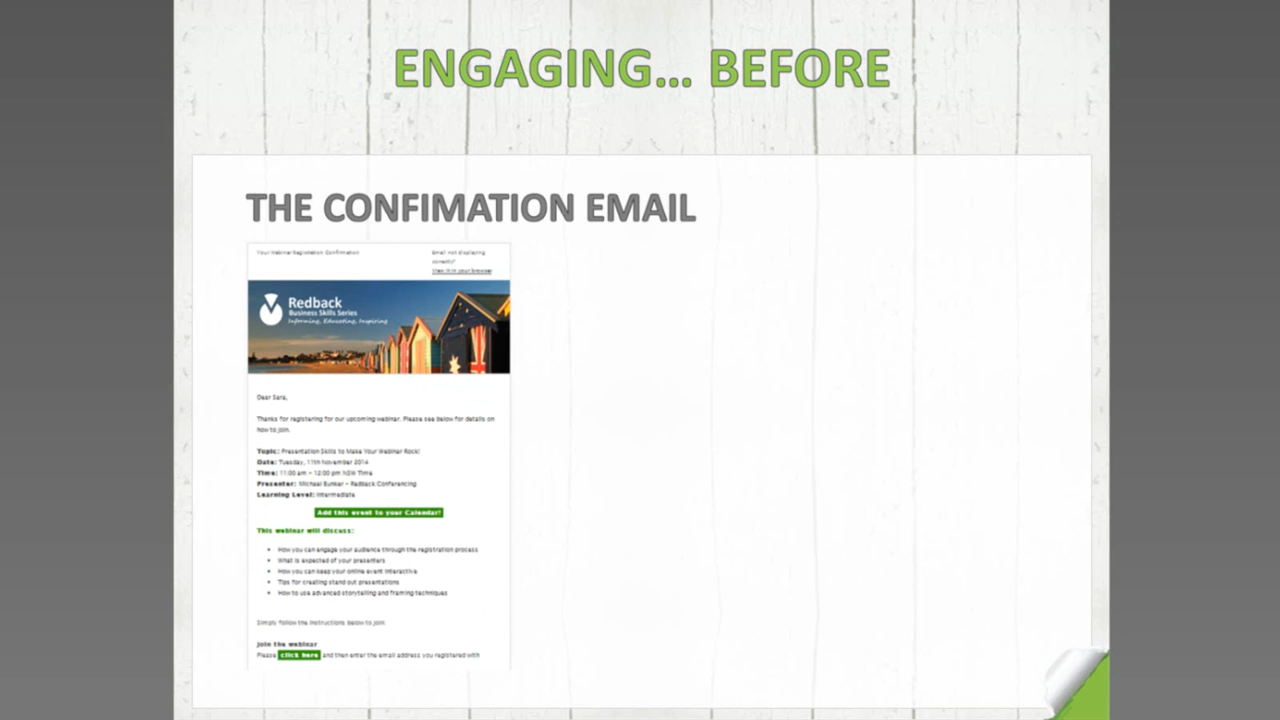 ENGAGING... BEFORE
THE CONFIMATION EMAIL
Your Webinar Registration Confirmation
Email not displaying
correctly?
View it in your browser
Redback
Business Skills Series
Informing, Educating, Inspiring
Dear Sara,
Thanks for registering for our upcoming webinar. Please see below for details on
how to join.
Topic: Presentation Skills to Make Your Webinar Rock!
Date: Tuesday, 11th November 2014
Time: 11:00 am - 12:00 pm NSW Time
Presenter: Michael Bunker - Redback Conferencing
Learning Level: Intermediate
Add this event to your Calendar!
This webinar will discuss:
• How you can engage your audience through the registration process
• What is expected of your presenters
• How you can keep your online event interactive
• Tips for creating stand out presentations
• How to use advanced storytelling and framing techniques
Simply follow the instructions below to join
Join the webinar
Please click here and then enter the email address you registered with